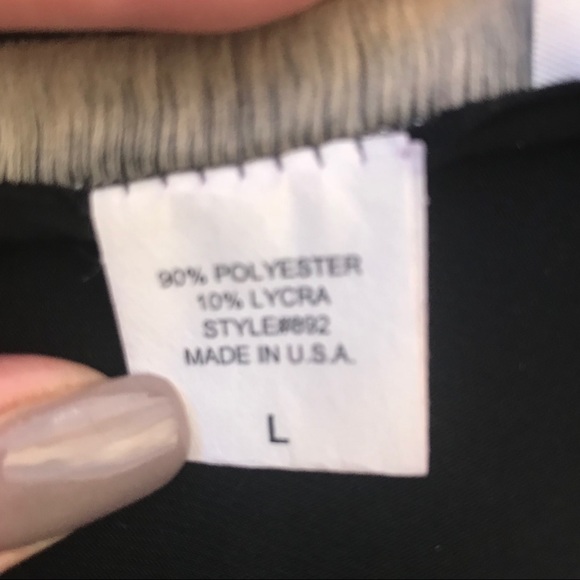 90% POLYESTER
10% LYCRA
STYLE#892
MADE IN U.S.A.
L